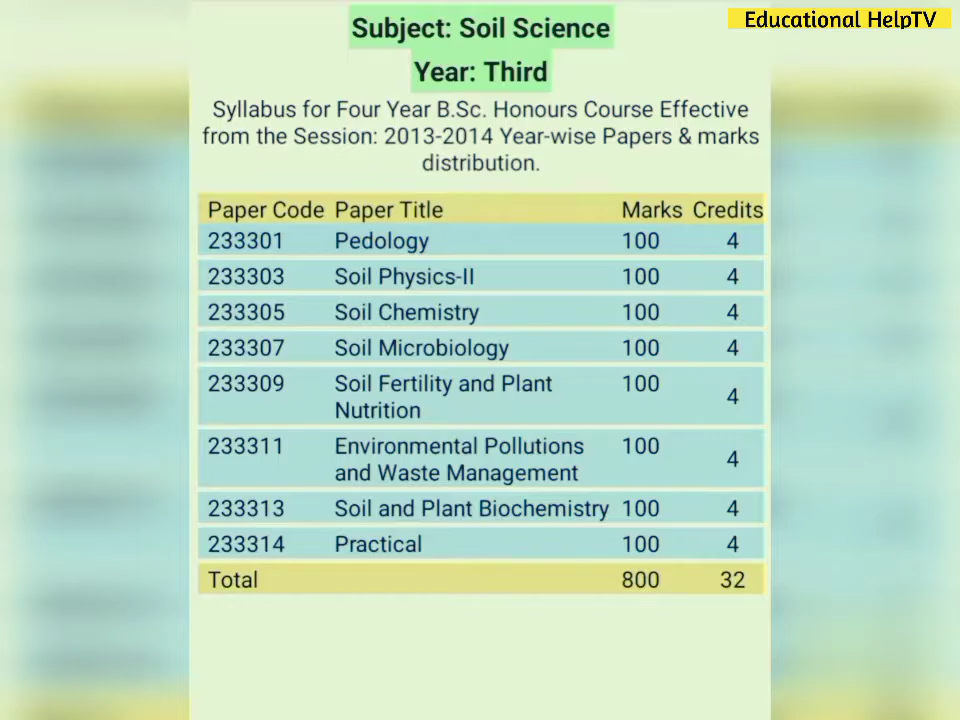 Educational HelpTV
Subject: Soil Science
Year: Third
Syllabus for Four Year B.Sc. Honours Course Effective
from the Session: 2013-2014 Year-wise Papers & marks
distribution.
Paper Code Paper Title Marks Credits
233301 Pedology 100 4
233303 Soil Physics-II 100 4
233305 Soil Chemistry 100 4
233307 Soil Microbiology 100 4
233309 Soil Fertility and Plant 100 4
Nutrition
233311 Environmental Pollutions 100 4
and Waste Management
233313 Soil and Plant Biochemistry 100 4
233314 Practical 100 4
Total 800 32